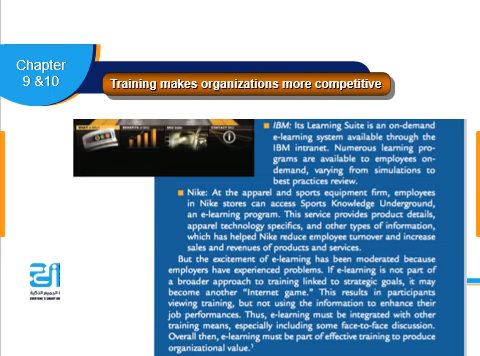 Chapter
9 &10
Training makes organizations more competitive
IBM: Its Learning Suite is an on-demand
e-learning system available through the
IBM intranet. Numerous learning pro-
grams are available to employees on-
demand, varying from simulations to
best practices review.
Nike: At the apparel and sports equipment firm, employees
in Nike stores can access Sports Knowledge Underground,
an e-learning program. This service provides product details,
apparel technology specifics, and other types of information,
which has helped Nike reduce employee turnover and increase
sales and revenues of products and services.
But the excitement of e-learning has been moderated because
employers have experienced problems. If e-learning is not part of
a broader approach to training linked to strategic goals, it may
become another “Internet game.” This results in participants
viewing training, but not using the information to enhance their
job performances. Thus, e-learning must be integrated with other
training means, especially including some face-to-face discussion.
Overall then, e-learning must be part of effective training to produce
organizational value.¹